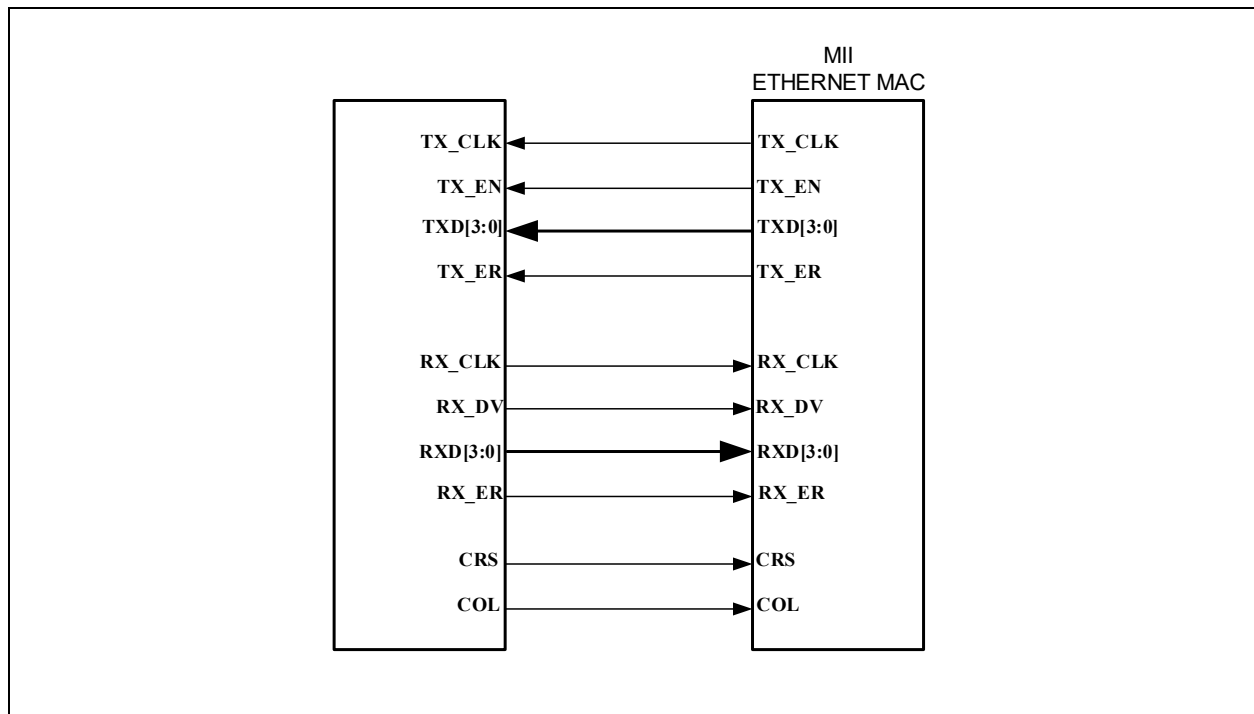 MII
ETHERNET MAC
TX_CLK TX_CLK
TX_EN TX_EN
TXD[3:0] TXD[3:0]
TX_ER TX_ER
RX_CLK RX_CLK
RX_DV RX_DV
RXD[3:0] RXD[3:0]
RX_ER RX_ER
CRS CRS
COL COL